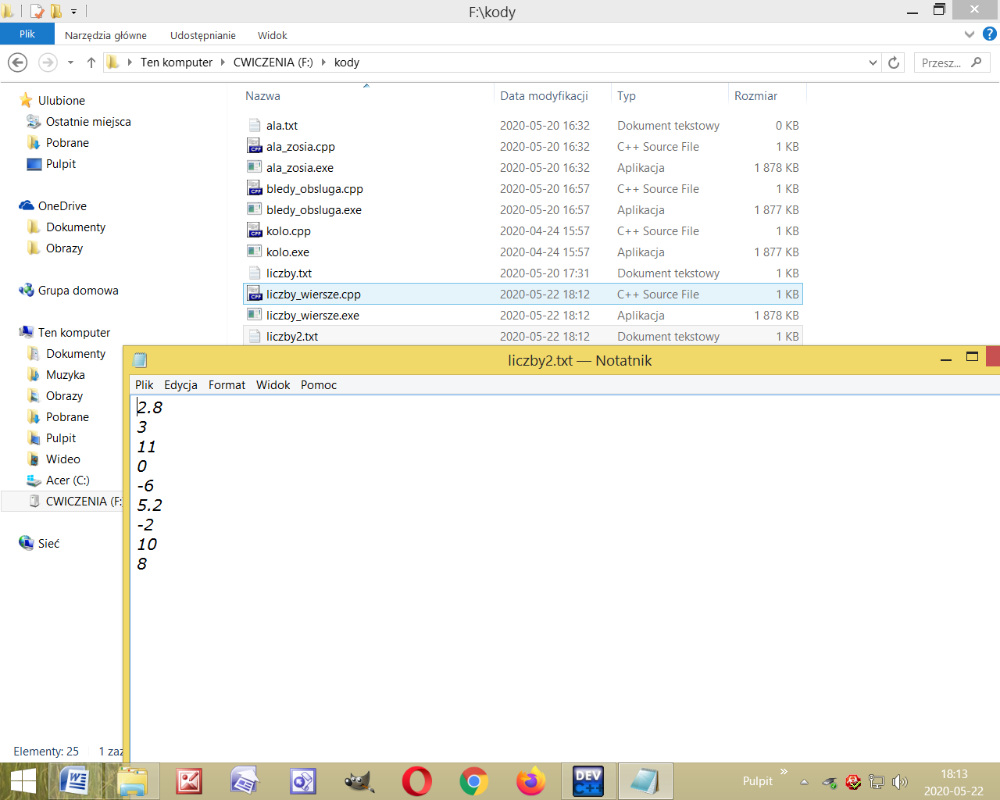 F:\kody
Plik Narzędzia główne Udostępnianie Widok
Ten komputer CWICZENIA (F:) kody Przesz...
Nazwa Data modyfikacji Typ Rozmiar
Ulubione
Ostatnie miejsca
Pobrane
Pulpit
OneDrive
Dokumenty
Obrazy
Grupa domowa
Ten komputer
Dokumenty
Muzyka
Obrazy
Pobrane
Pulpit
Wideo
Acer (C:)
CWICZENIA (F:
Sieć
ala.txt 2020-05-20 16:32 Dokument tekstowy 0 KB
ala_zosia.cpp 2020-05-20 16:32 C++ Source File 1 KB
ala_zosia.exe 2020-05-20 16:32 Aplikacja 1 878 KB
bledy_obsluga.cpp 2020-05-20 16:57 C++ Source File 1 KB
bledy_obsluga.exe 2020-05-20 16:57 Aplikacja 1 877 KB
kolo.cpp 2020-04-24 15:57 C++ Source File 1 KB
kolo.exe 2020-04-24 15:57 Aplikacja 1 877 KB
liczby.txt 2020-05-20 17:31 Dokument tekstowy 1 KB
liczby_wiersze.cpp 2020-05-22 18:12 C++ Source File 1 KB
liczby_wiersze.exe 2020-05-22 18:12 Aplikacja 1 878 KB
liczby2.txt 2020-05-22 18:12 Dokument tekstowy 1 KB
liczby2.txt — Notatnik
Plik Edycja Format Widok Pomoc
2.8
3
11
0
-6
5.2
-2
10
8
Elementy: 25 1 zaz
DEV
C++
Pulpit
18:13
2020-05-22